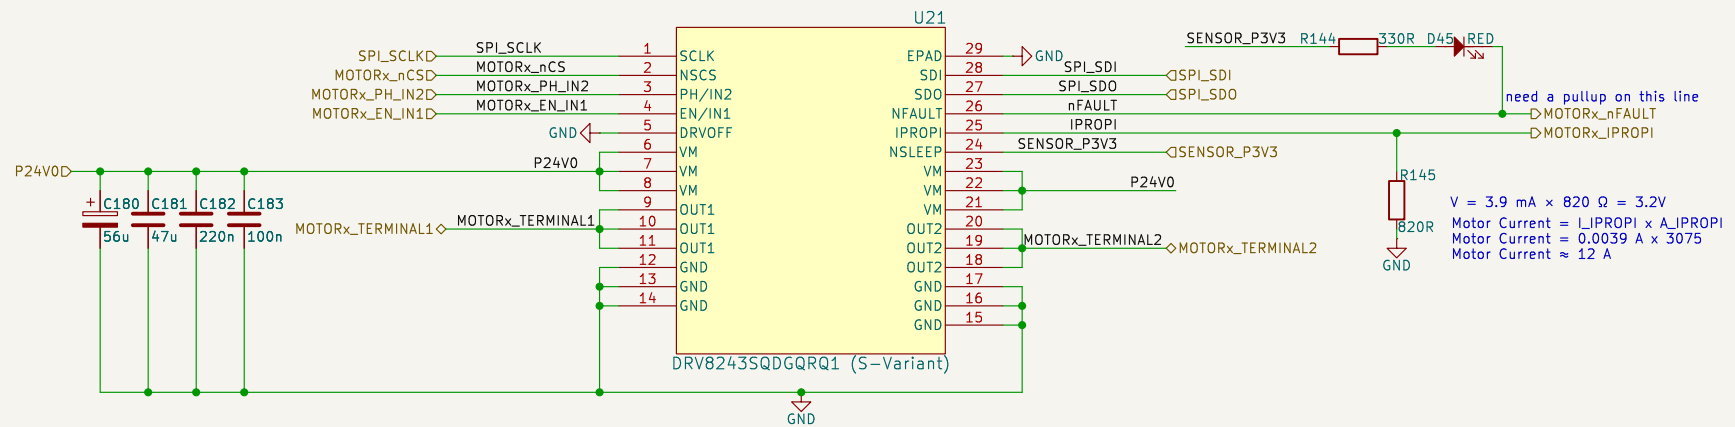 U21
SPI_SCLK SPI_SCLK 1 SCLK EPAD 29 GND
MOTORx_nCS MOTORx_nCS 2 NSCS SDI 28 SPI_SDI SPI_SDI
MOTORx_PH_IN2 MOTORx_PH_IN2 3 PH/IN2 SDO 27 SPI_SDO SPI_SDO
MOTORx_EN_IN1 MOTORx_EN_IN1 4 EN/IN1 NFAULT 26 nFAULT MOTORx_nFAULT
GND 5 DRVOFF IPROPI 25 IPROPI MOTORx_IPROPI
6 VM NSLEEP 24 SENSOR_P3V3 SENSOR_P3V3
P24V0 P24V0 7 VM VM 23
8 VM VM 22 P24V0
9 OUT1 VM 21
MOTORx_TERMINAL1 MOTORx_TERMINAL1 10 OUT1 OUT2 20
11 OUT1 OUT2 19 MOTORx_TERMINAL2 MOTORx_TERMINAL2
12 GND OUT2 18
13 GND GND 17
14 GND GND 16
GND 15
DRV8243SQDGQRQ1 (S-Variant)
GND
+ C180 C181 C182 C183
56u 47u 220n 100n
SENSOR_P3V3 R144 330R D45 RED
need a pullup on this line
R145
820R
GND
V = 3.9 mA × 820 Ω = 3.2V
Motor Current = I_IPROPI x A_IPROPI
Motor Current = 0.0039 A x 3075
Motor Current ≈ 12 A